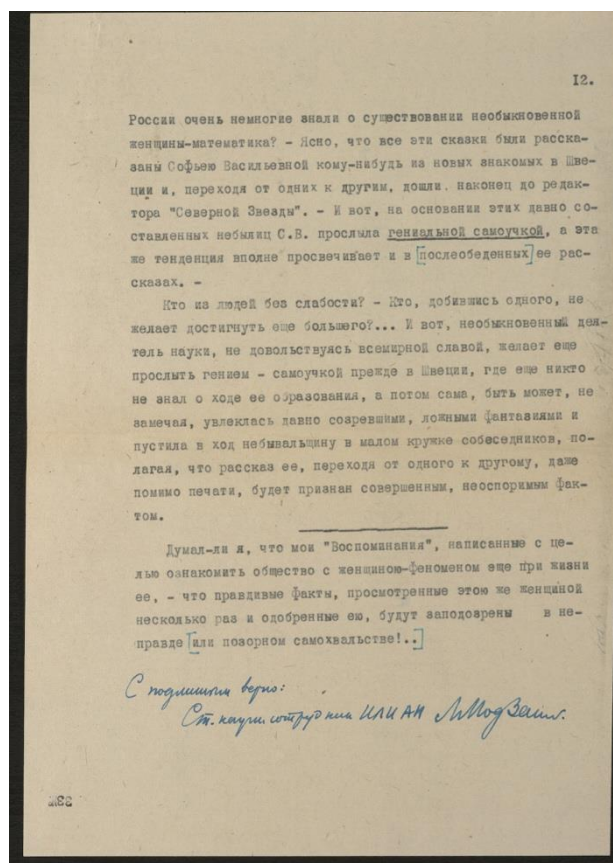 I2.
России очень немногие знали о существовании необыкновенной
женщины-математика? - Ясно, что все эти сказки были расска-
заны Софьею Васильевной кому-нибудь из новых знакомых в Шве-
ции и, переходя от одних к другим, дошли. наконец до редак-
тора "Северной Звезды". - И вот, на основании этих давно со-
ставленных небылиц С.В. прослыла гениальной самоучкой, а эта
же тенденция вполне просвечивает и в [послеобеденных] ее рас-
сказах. -
Кто из людей без слабости? - Кто, добившись одного, не
желает достигнуть еще большего?... И вот, необыкновенный дея-
тель науки, не довольствуясь всемирной славой, желает еще
прослыть гением - самоучкой прежде в Швеции, где еще никто
не знал о ходе ее образования, а потом сама, быть может, не
замечая, увлеклась давно созревшими, ложными фантазиями и
пустила в ход небывальщину в малом кружке собеседников, по-
лагая, что рассказ ее, переходя от одного к другому, даже
помимо печати, будет признан совершенным, неоспоримым фак-
том.
Думал-ли я, что мои "Воспоминания", написанные с це-
лью ознакомить общество с женщиною-феноменом еще при жизни
ее, - что правдивые факты, просмотренные этою же женщиной
несколько раз и одобренные ею, будут заподозрены в не-
правде [или позорном самохвальстве!..]
С подлинным верно:
Ст. научн. сотрудник ИЛИ АН